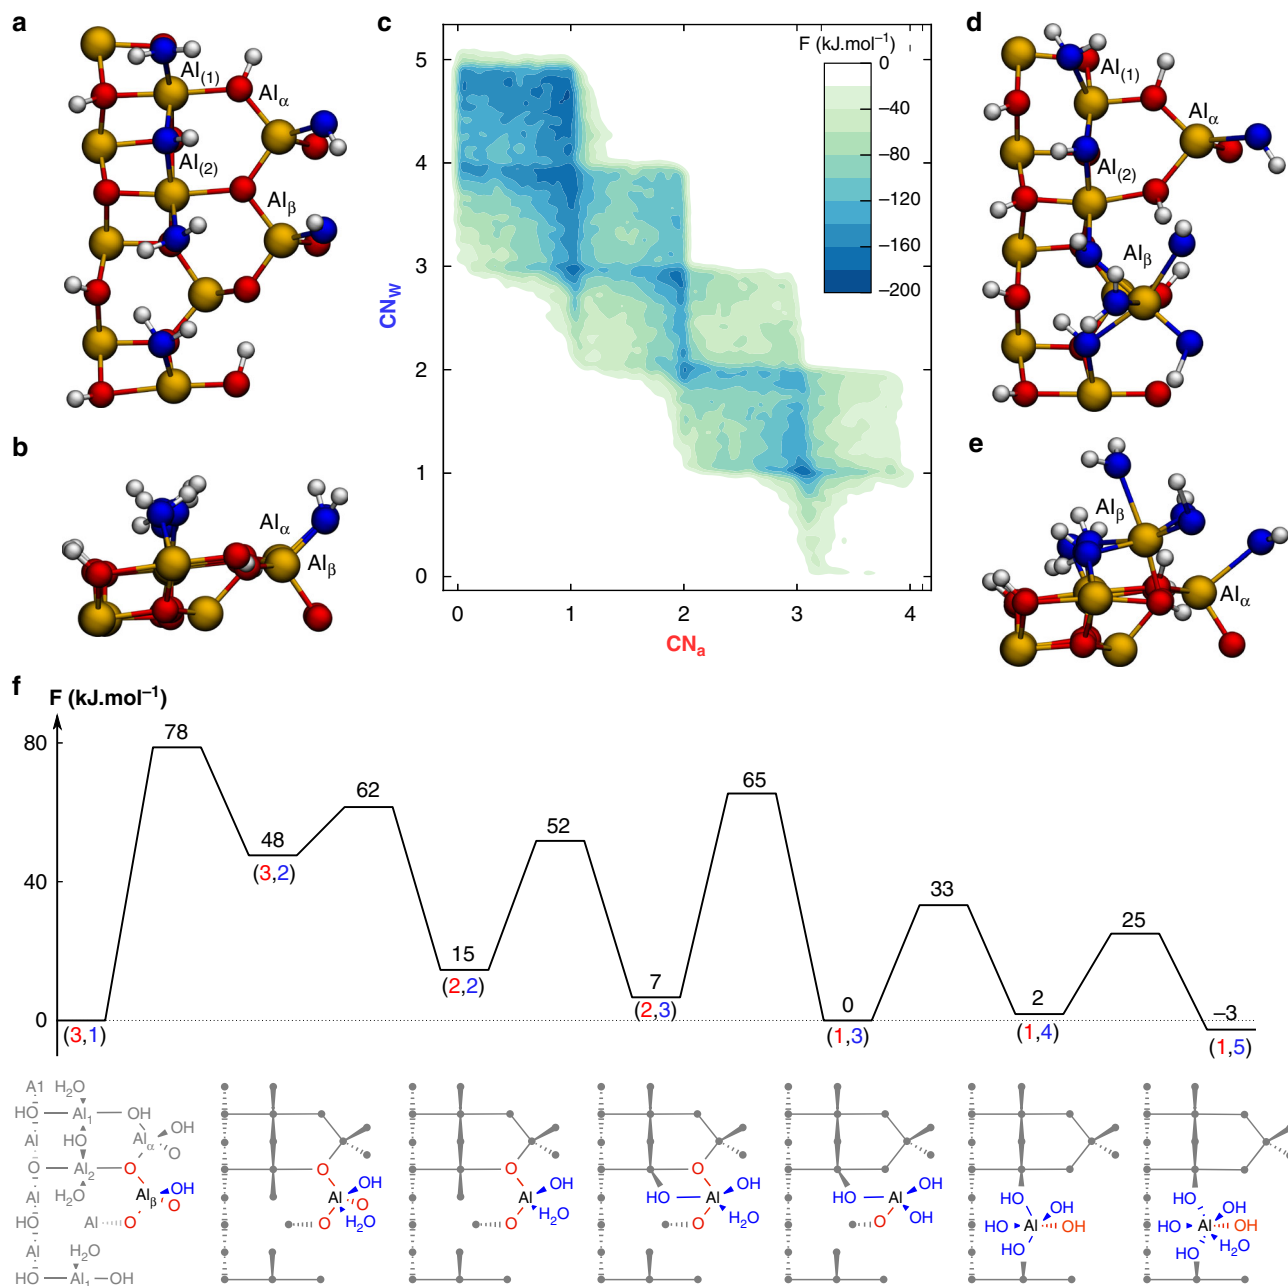 a
Al(1)
Alα
Al(2)
Alβ
b
Alα
Alβ
c
F (kJ.mol−1)
0
−40
−80
−120
−160
−200
5
4
3
2
1
0
CNW
0
1
2
3
4
CNa
d
Al(1)
Alα
Al(2)
Alβ
e
Alβ
Alα
f
F (kJ.mol−1)
80
40
0
78
48
(3,2)
62
15
(2,2)
52
7
(2,3)
65
0
(1,3)
33
2
(1,4)
25
−3
(1,5)
(3,1)
A1 H2O
HO Al1 OH
Al HO Alα OH
O
O Al2 O
H2O Alβ OH
O
Al
HO Al O
Al H2O
HO Al1 OH
O
Al OH
O
O H2O
O
Al OH
O H2O
O
HO Al OH
O H2O
HO Al OH
O OH
HO
OH
HO Al OH
HO
HO
OH
HO Al OH
H2O
HO